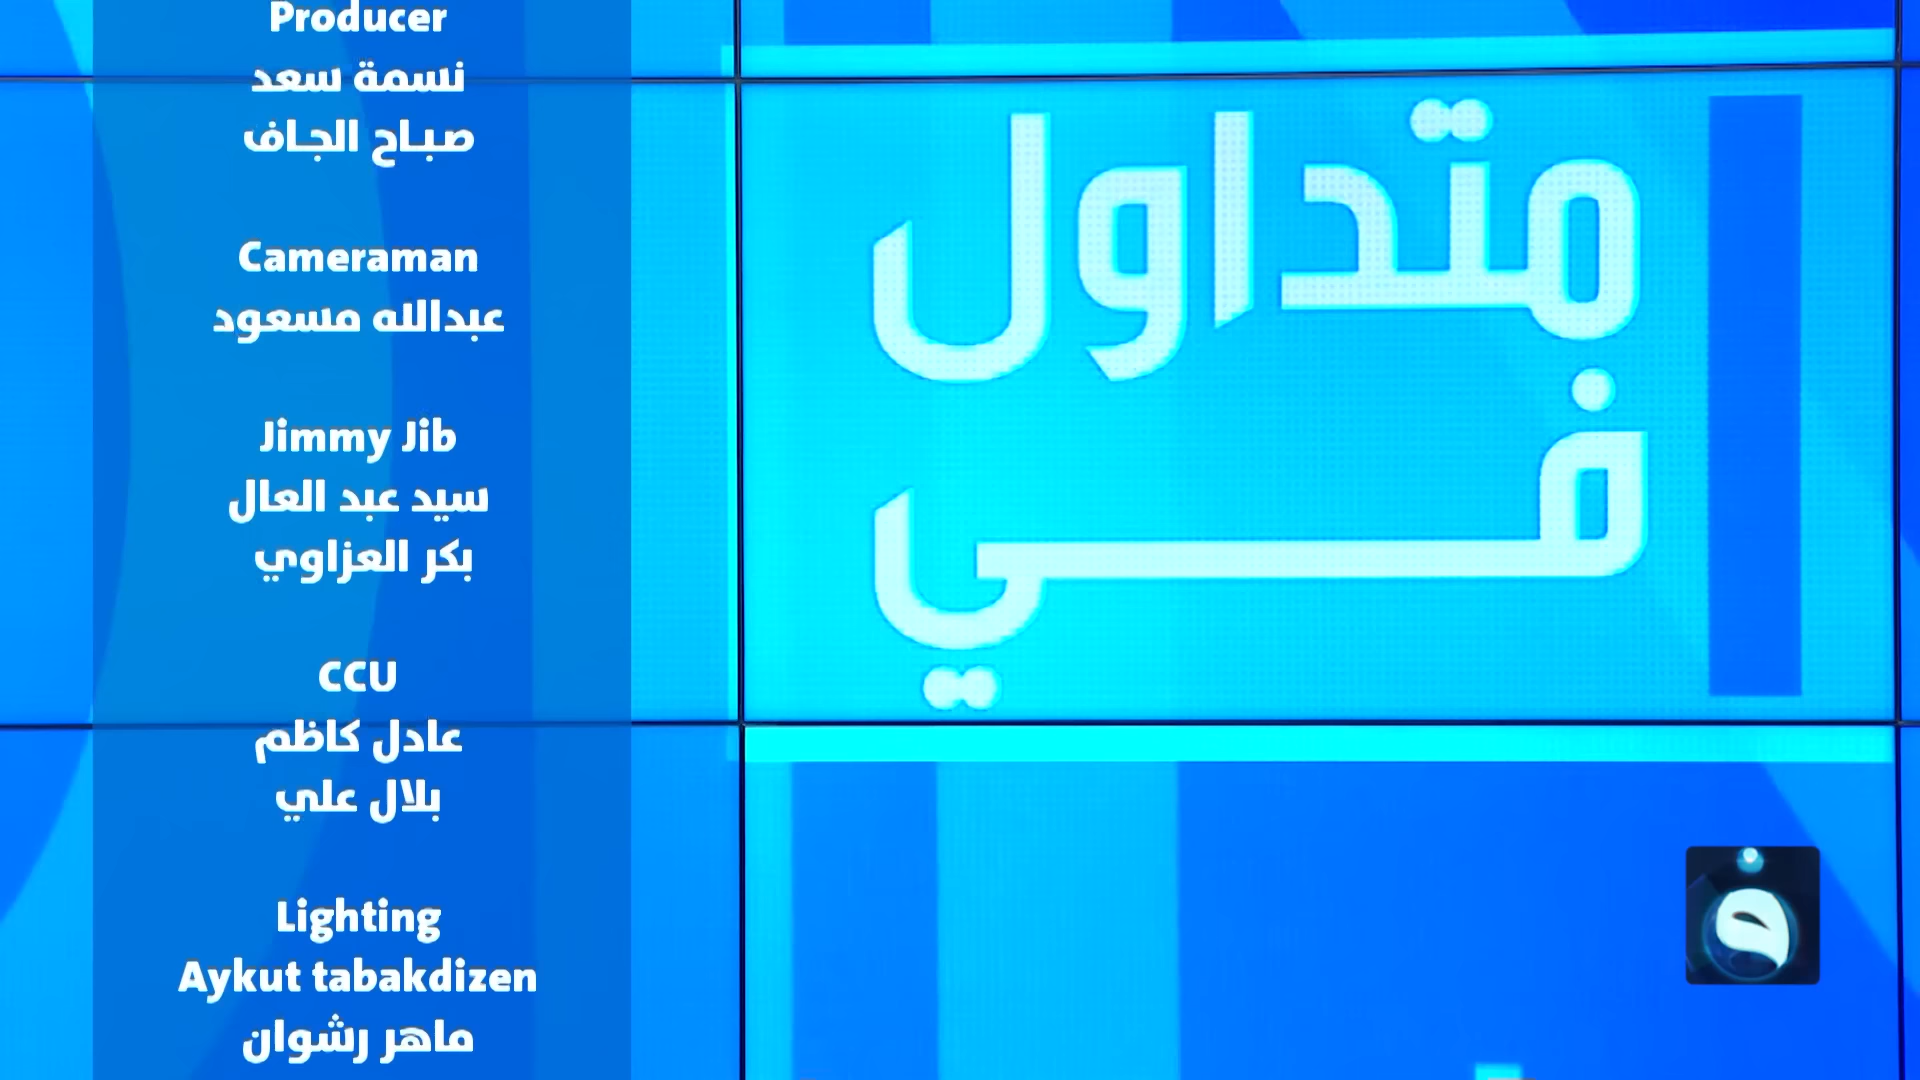 Producer
نسمة سعد
صباح الجاف
Cameraman
عبدالله مسعود
Jimmy Jib
سيد عبد العال
بكر العزاوي
CCU
عادل كاظم
بلال علي
Lighting
Aykut tabakdizen
ماهر رشوان
متداول
في
ف